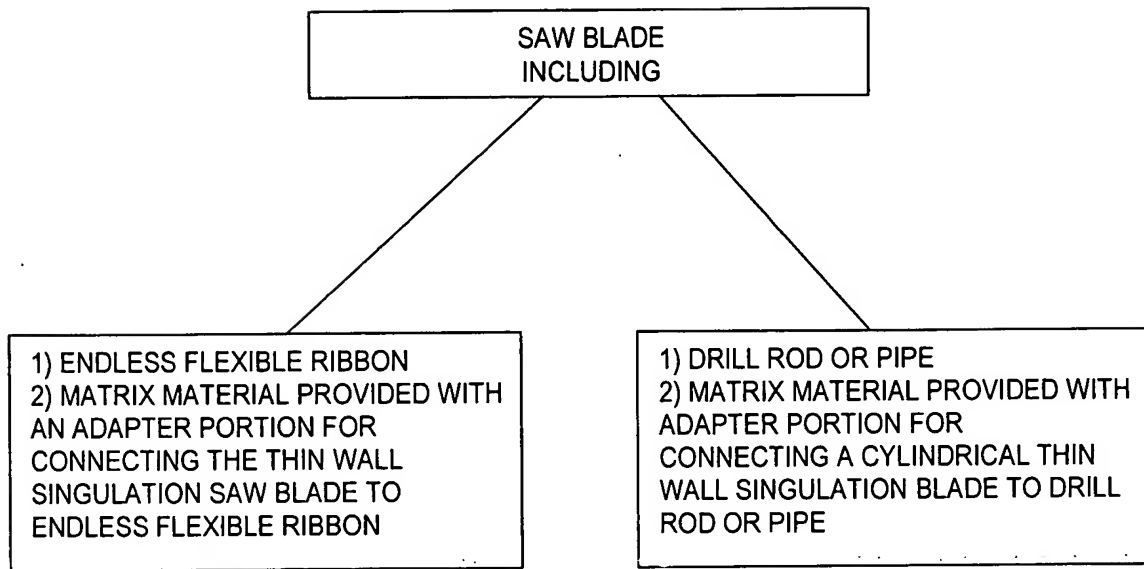 SAW BLADE
INCLUDING
1) ENDLESS FLEXIBLE RIBBON
2) MATRIX MATERIAL PROVIDED WITH
AN ADAPTER PORTION FOR
CONNECTING THE THIN WALL
SINGULATION SAW BLADE TO
ENDLESS FLEXIBLE RIBBON
1) DRILL ROD OR PIPE
2) MATRIX MATERIAL PROVIDED WITH
ADAPTER PORTION FOR
CONNECTING A CYLINDRICAL THIN
WALL SINGULATION BLADE TO DRILL
ROD OR PIPE